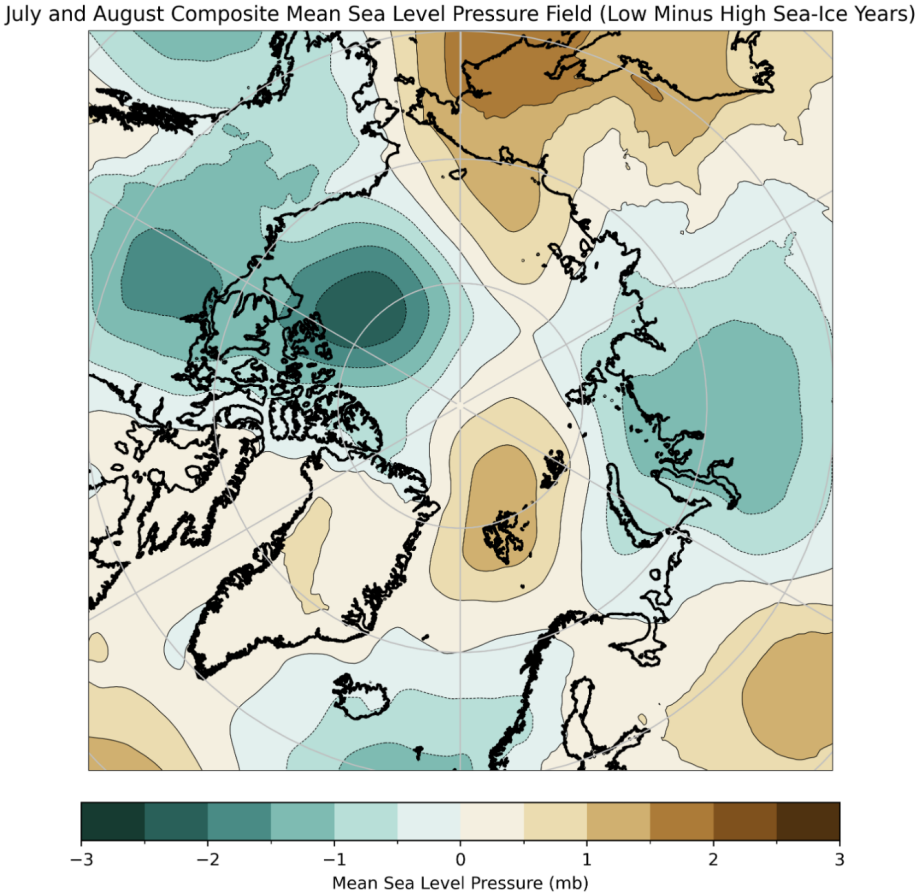 July and August Composite Mean Sea Level Pressure Field (Low Minus High Sea-Ice Years)
−3 −2 −1 0 1 2 3
Mean Sea Level Pressure (mb)